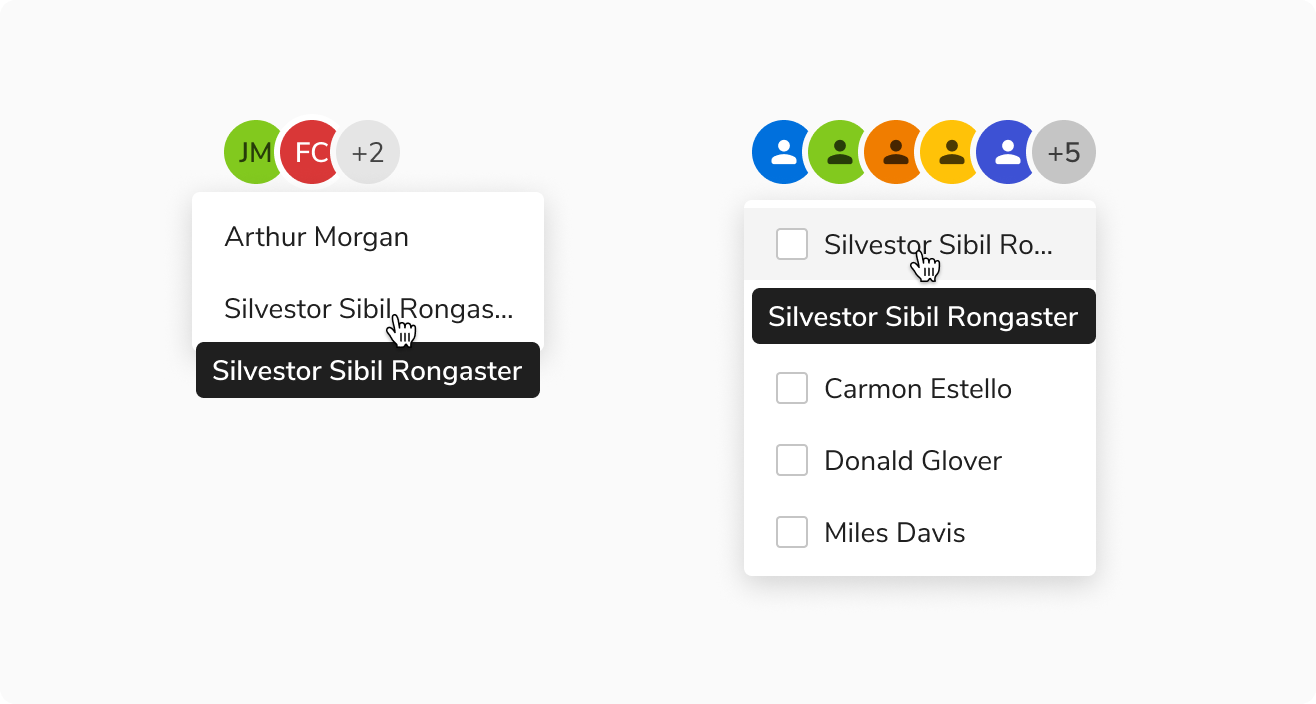 JM FC +2
Arthur Morgan
Silvestor Sibil Rongas...
Silvestor Sibil Rongaster
+5
Silvestor Sibil Ro...
Silvestor Sibil Rongaster
Carmon Estello
Donald Glover
Miles Davis